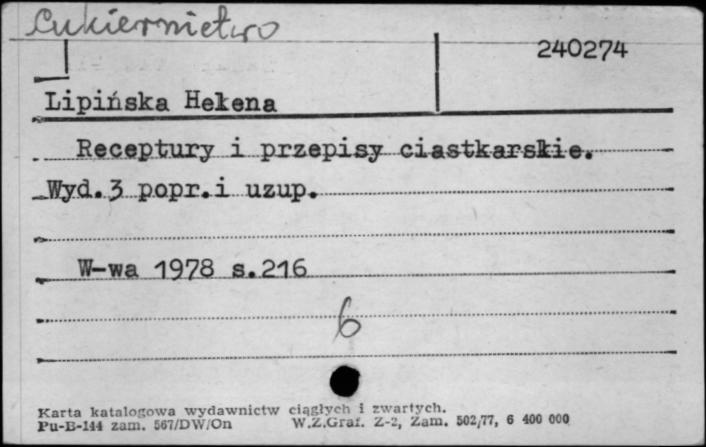 Cukiernictwo
240274
Lipińska Helena
Receptury i przepisy ciastkarskie.
Wyd.3 popr.i uzup.
W-wa 1978 s.216
6
Karta katalogowa wydawnictw ciągłych i zwartych.
Pu-B-144 zam. 567/DW/On W.Z.Graf. Z-2, Zam. 502/77, 6 400 000